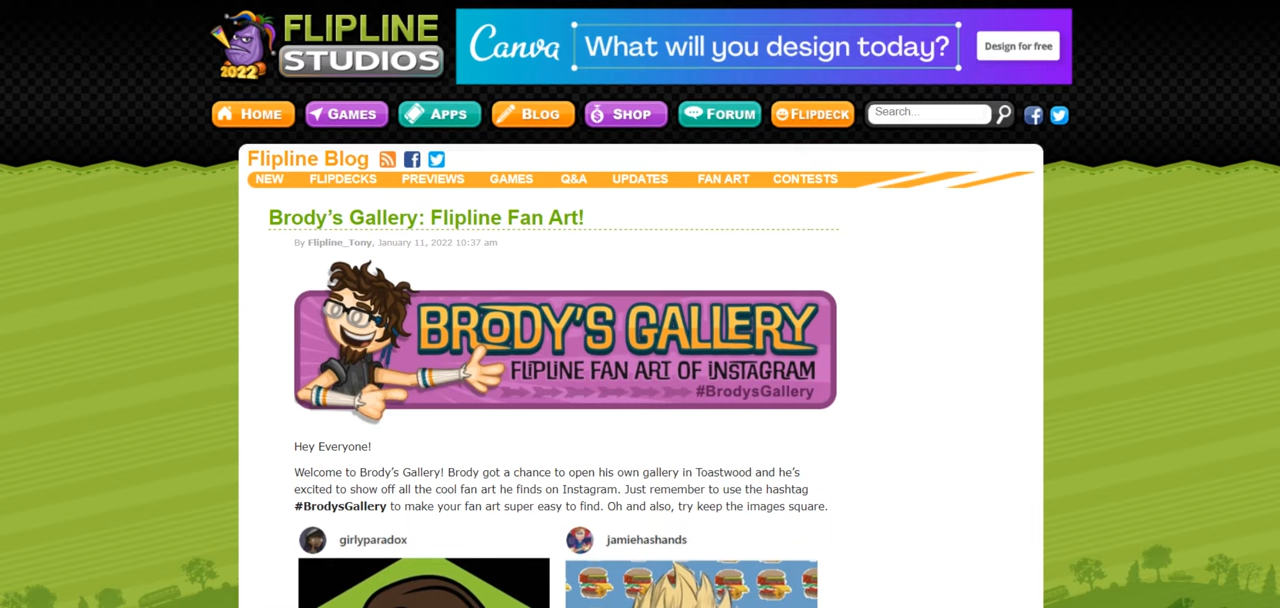 FLIPLINE
STUDIOS
2022
Canva What will you design today? Design for free
HOME GAMES APPS BLOG SHOP FORUM FLIPDECK Search...
Flipline Blog
NEW FLIPDECKS PREVIEWS GAMES Q&A UPDATES FAN ART CONTESTS
Brody's Gallery: Flipline Fan Art!
By Flipline_Tony, January 11, 2022 10:37 am
BRODY'S GALLERY
FLIPLINE FAN ART OF INSTAGRAM
#BrodysGallery
Hey Everyone!
Welcome to Brody's Gallery! Brody got a chance to open his own gallery in Toastwood and he's
excited to show off all the cool fan art he finds on Instagram. Just remember to use the hashtag
#BrodysGallery to make your fan art super easy to find. Oh and also, try keep the images square.
girlyparadox jamiehashands